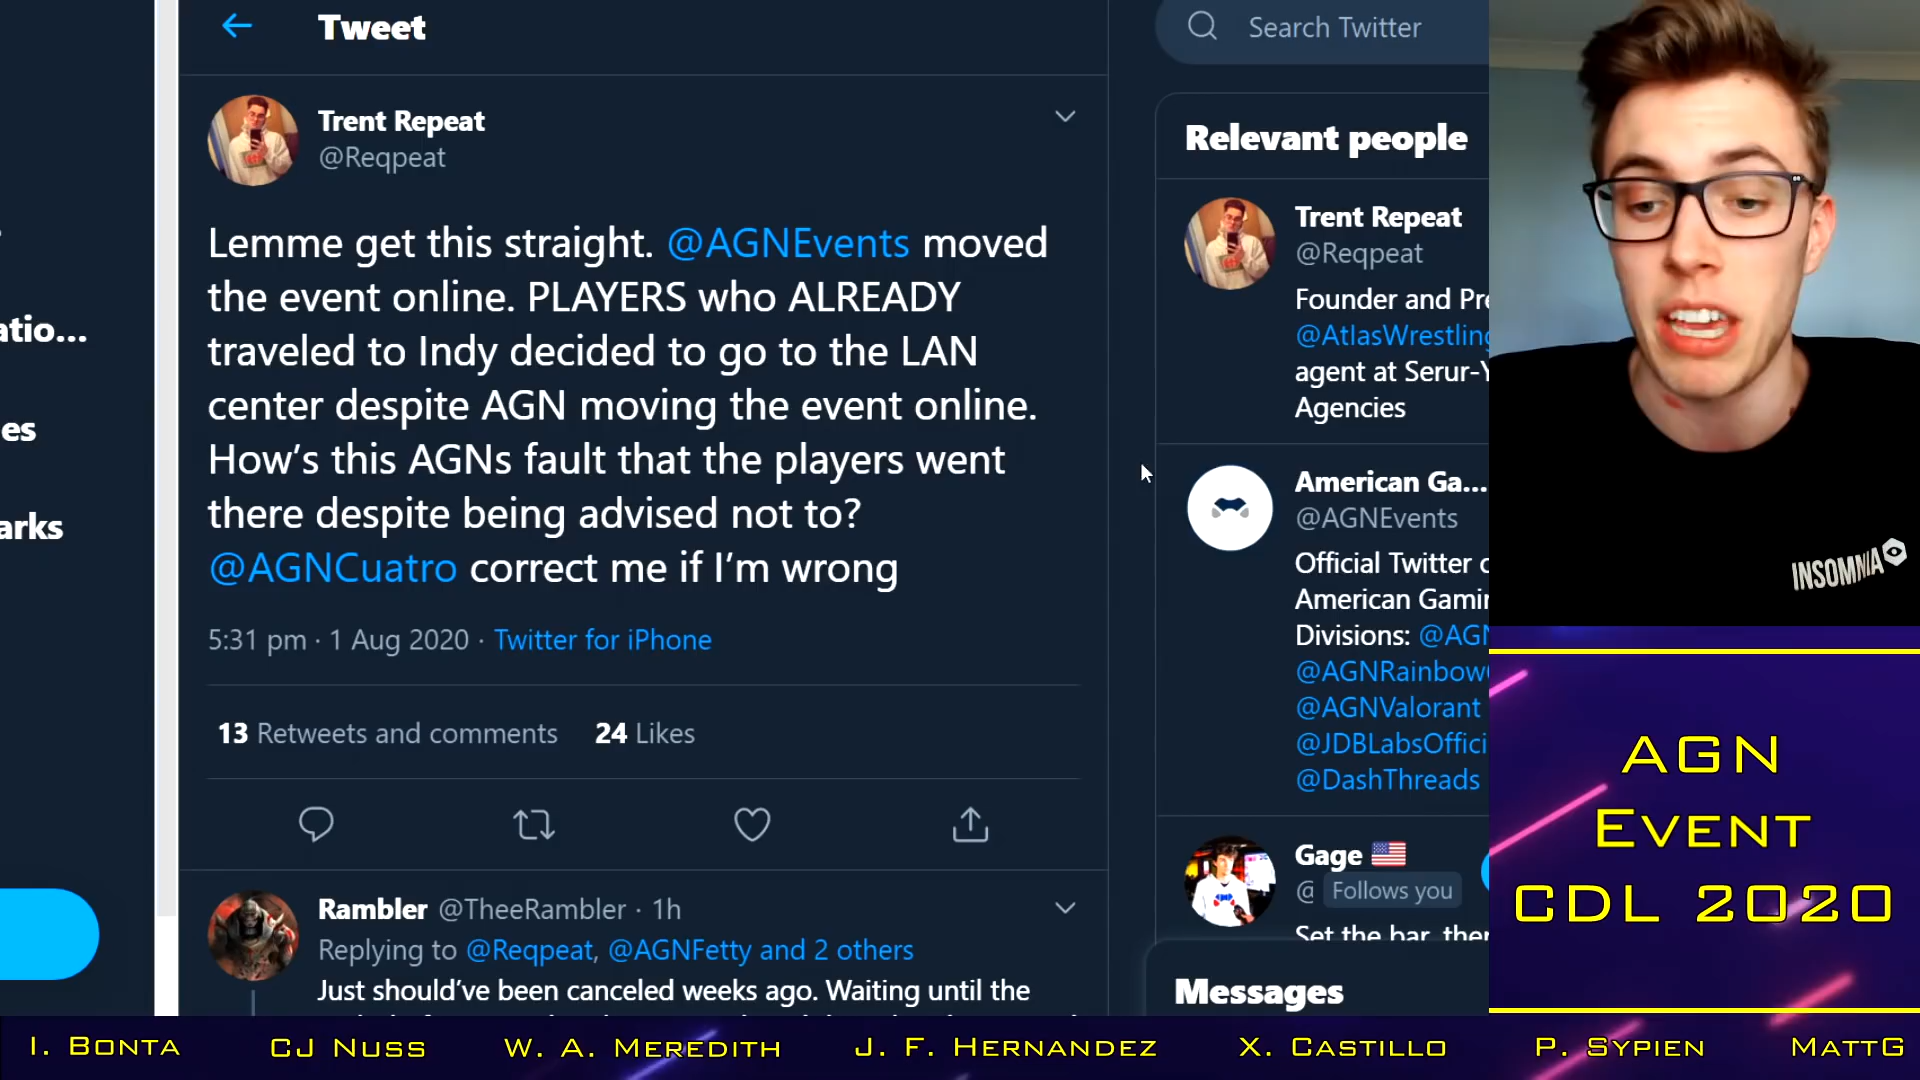 Tweet
Search Twitter
Trent Repeat
@Reqpeat
Lemme get this straight. @AGNEvents moved
the event online. PLAYERS who ALREADY
traveled to Indy decided to go to the LAN
center despite AGN moving the event online.
How's this AGNs fault that the players went
there despite being advised not to?
@AGNCuatro correct me if I'm wrong
5:31 pm · 1 Aug 2020 · Twitter for iPhone
13 Retweets and comments 24 Likes
Rambler @TheeRambler · 1h
Replying to @Reqpeat, @AGNFetty and 2 others
Just should've been canceled weeks ago. Waiting until the
atio...
es
arks
Relevant people
Trent Repeat
@Reqpeat
Founder and Pre
@AtlasWrestling
agent at Serur-Y
Agencies
American Ga...
@AGNEvents
Official Twitter o
American Gamin
Divisions: @AGN
@AGNRainbow
@AGNValorant
@JDBLabsOffici
@DashThreads
Gage
@ Follows you
Set the bar, then
Messages
INSOMNIA
AGN
EVENT
CDL 2020
I. BONTA CJ NUSS W. A. MEREDITH J. F. HERNANDEZ X. CASTILLO P. SYPIEN MATTG